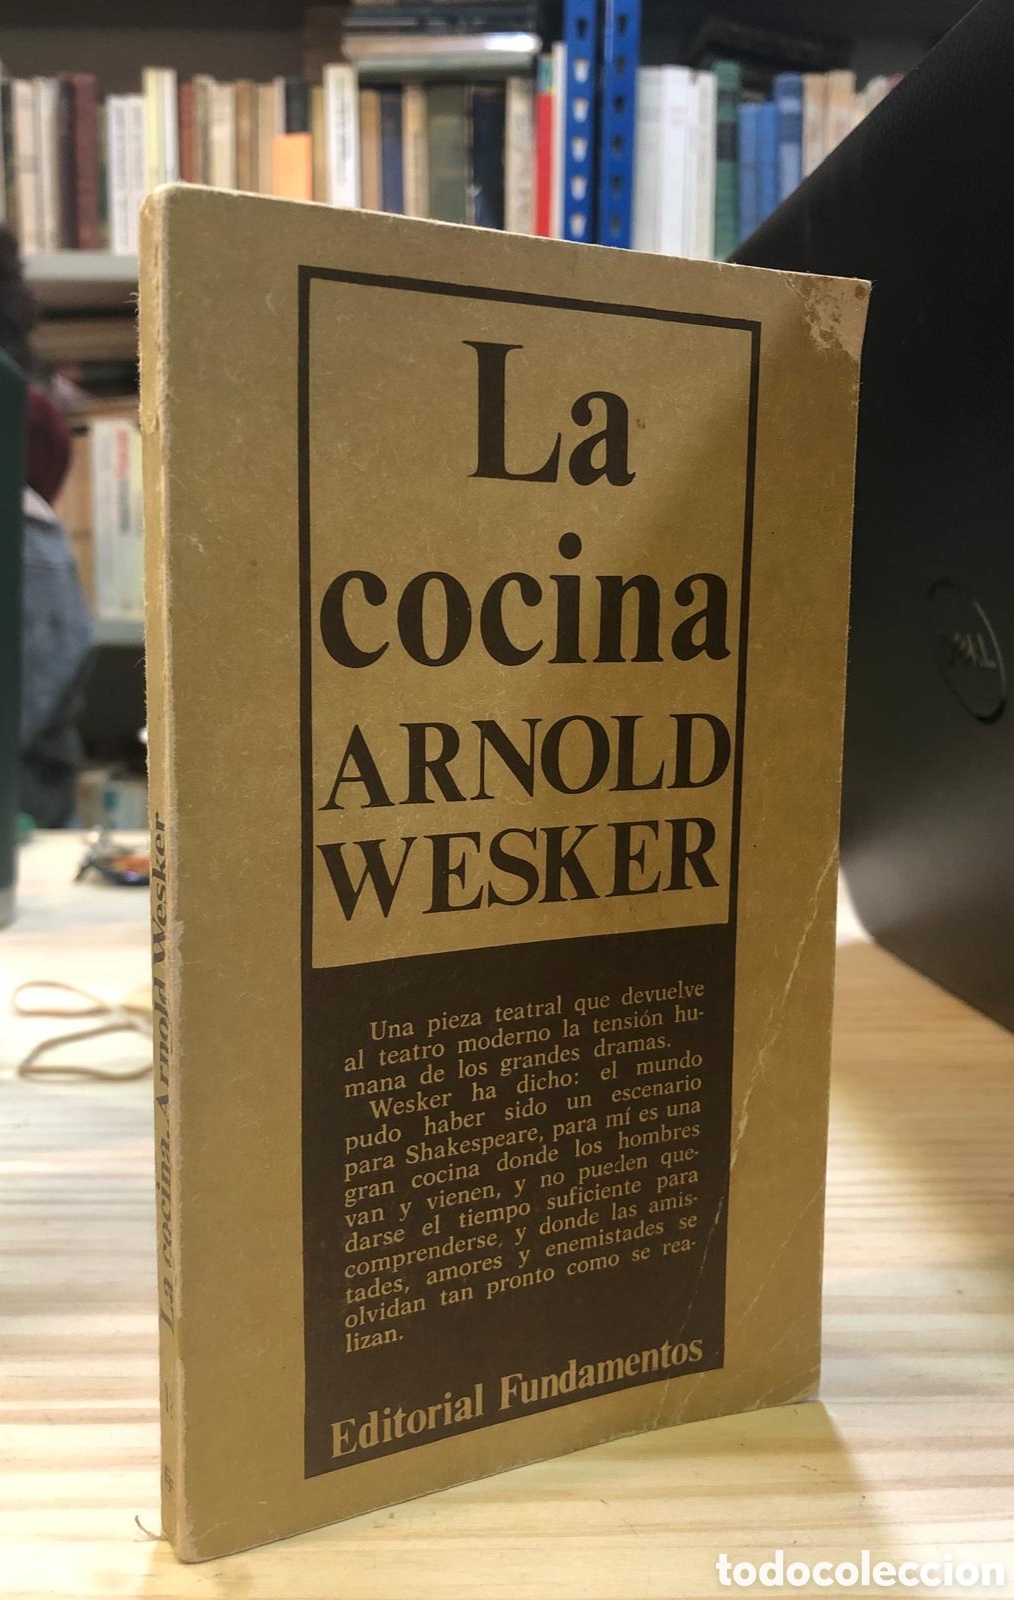 La
cocina
ARNOLD
WESKER
Una pieza teatral que devuelve
al teatro moderno la tensión hu-
mana de los grandes dramas.
Wesker ha dicho: el mundo
pudo haber sido un escenario
para Shakespeare, para mí es una
gran cocina donde los hombres
van y vienen, y no pueden que-
darse el tiempo suficiente para
comprenderse, y donde las amis-
tades, amores y enemistades se
olvidan tan pronto como se rea-
lizan.
Editorial Fundamentos
La cocina. Arnold Wesker
DELL
todocoleccion